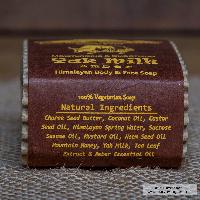 Yak Milk
Himalayan Body & Face Soap
100% Vegetarian Soap
Natural Ingredients
Churee Seed Butter, Coconut Oil, Castor
Seed Oil, Himalayan Spring Water, Sucrose
Sesame Oil, Mustard Oil, Neem Seed Oil
Mountain Honey, Yak Milk, Tea Leaf
Extract & Amber Essential Oil